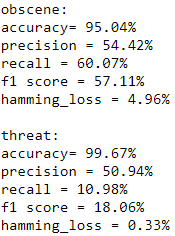 obscene:
accuracy= 95.04%
precision = 54.42%
recall = 60.07%
f1 score = 57.11%
hamming_loss = 4.96%

threat:
accuracy= 99.67%
precision = 50.94%
recall = 10.98%
f1 score = 18.06%
hamming_loss = 0.33%